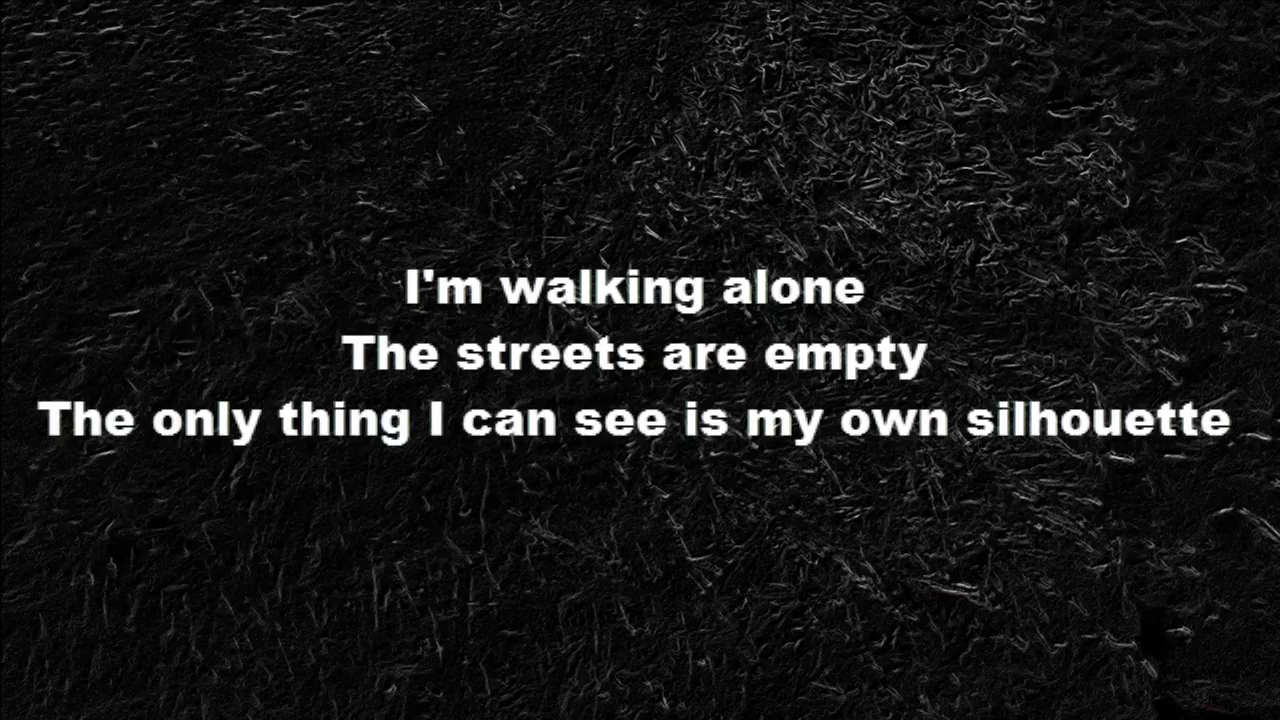 I'm walking alone
The streets are empty
The only thing I can see is my own silhouette